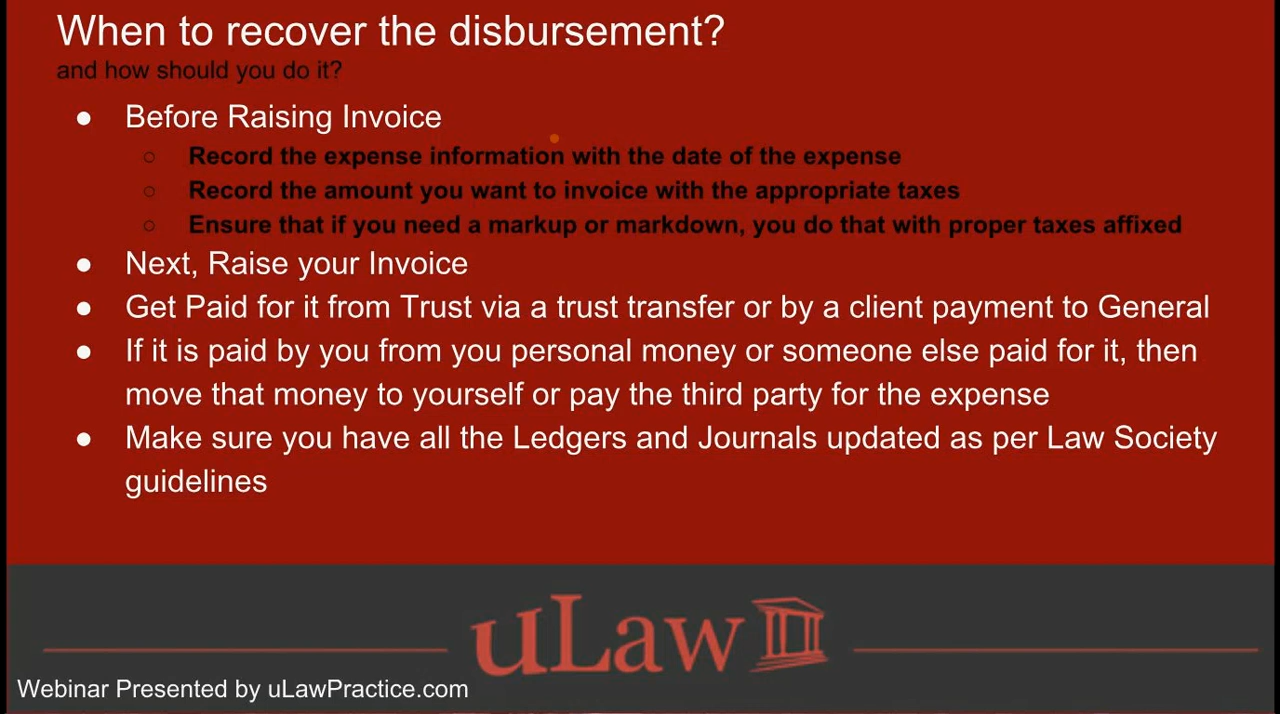 When to recover the disbursement?
and how should you do it?
● Before Raising Invoice
○ Record the expense information with the date of the expense
○ Record the amount you want to invoice with the appropriate taxes
○ Ensure that if you need a markup or markdown, you do that with proper taxes affixed
● Next, Raise your Invoice
● Get Paid for it from Trust via a trust transfer or by a client payment to General
● If it is paid by you from you personal money or someone else paid for it, then
move that money to yourself or pay the third party for the expense
● Make sure you have all the Ledgers and Journals updated as per Law Society
guidelines
uLaw
Webinar Presented by uLawPractice.com